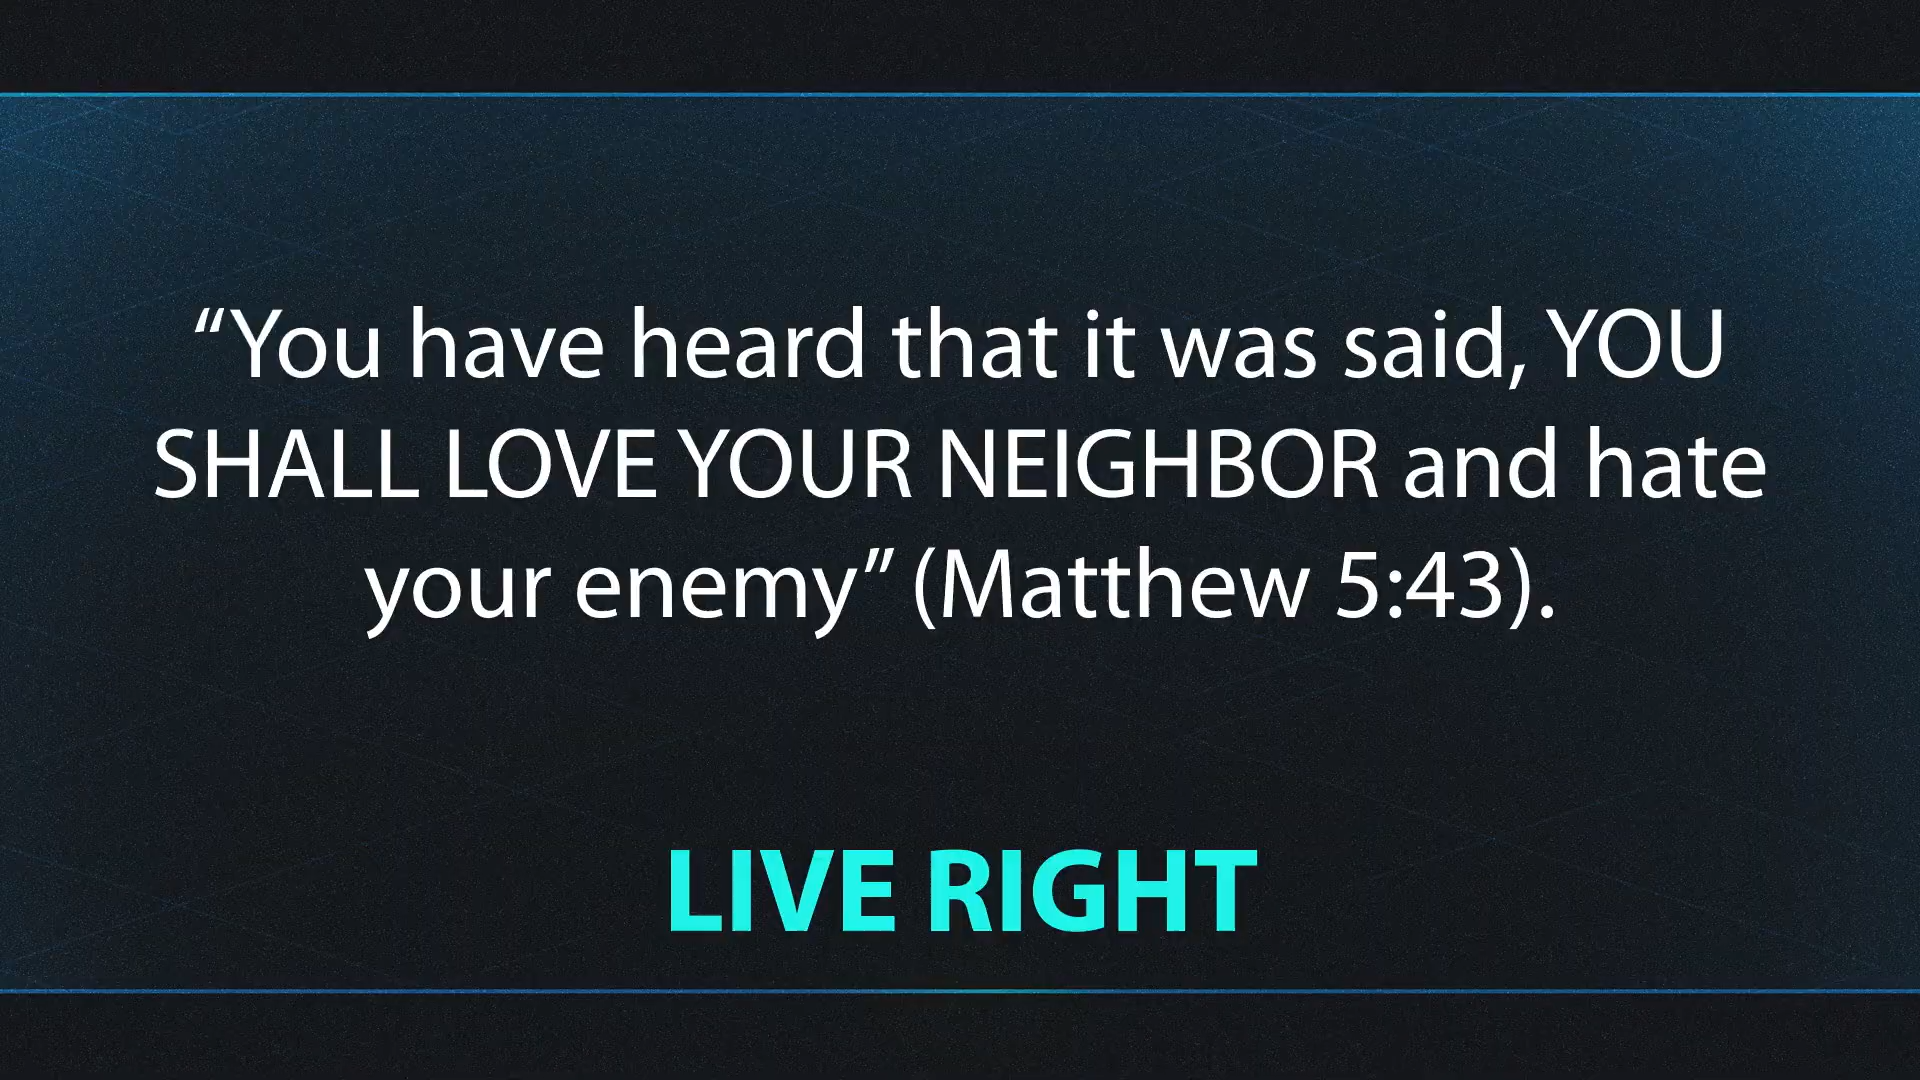 “You have heard that it was said, YOU
SHALL LOVE YOUR NEIGHBOR and hate
your enemy” (Matthew 5:43).
LIVE RIGHT